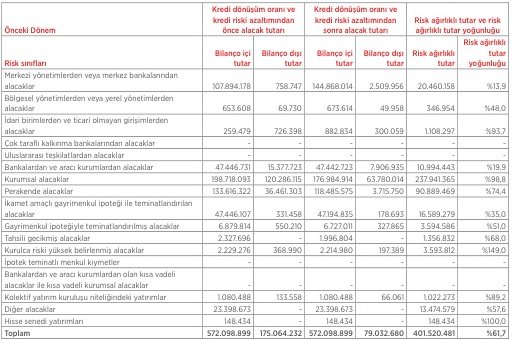 Önceki Dönem
Kredi dönüşüm oranı ve kredi riski azaltımından önce alacak tutarı
Kredi dönüşüm oranı ve kredi riski azaltımından sonra alacak tutarı
Risk ağırlıklı tutar ve risk ağırlıklı tutar yoğunluğu
Risk sınıfları Bilanço içi tutar Bilanço dışı tutar Bilanço içi tutar Bilanço dışı tutar Risk ağırlıklı tutar Risk ağırlıklı tutar yoğunluğu
Merkezi yönetimlerden veya merkez bankalarından
alacaklar 107.894.178 758.747 144.868.014 2.509.956 20.460.158 %13,9
Bölgesel yönetimlerden veya yerel yönetimlerden
alacaklar 653.608 69.730 673.614 49.958 346.954 %48,0
İdari birimlerden ve ticari olmayan girişimlerden
alacaklar 259.479 726.398 882.834 300.059 1.108.297 %93,7
Çok taraflı kalkınma bankalarından alacaklar - - - - - -
Uluslararası teşkilatlardan alacaklar - - - - - -
Bankalardan ve aracı kurumlardan alacaklar 47.446.731 15.377.723 47.442.723 7.906.935 10.994.443 %19,9
Kurumsal alacaklar 198.718.093 120.286.115 176.984.914 63.780.014 237.941.365 %98,8
Perakende alacaklar 133.616.322 36.461.303 118.485.575 3.715.750 90.889.469 %74,4
İkamet amaçlı gayrimenkul ipoteği ile teminatlandırılan
alacaklar 47.446.107 331.458 47.194.835 178.693 16.589.279 %35,0
Gayrimenkul ipoteğiyle teminatlandırılmış alacaklar 6.879.814 550.210 6.727.011 327.865 3.594.586 %51,0
Tahsili gecikmiş alacaklar 2.327.696 - 1.996.804 - 1.356.832 %68,0
Kurulca riski yüksek belirlenmiş alacaklar 2.229.276 368.990 2.214.980 197.389 3.593.812 %149,0
İpotek teminatlı menkul kıymetler - - - - - -
Bankalardan ve aracı kurumlardan olan kısa vadeli
alacaklar ile kısa vadeli kurumsal alacaklar - - - - - -
Kolektif yatırım kuruluşu niteliğindeki yatırımlar 1.080.488 133.558 1.080.488 66.061 1.022.273 %89,2
Diğer alacaklar 23.398.673 - 23.398.673 - 13.474.579 %57,6
Hisse senedi yatırımları 148.434 - 148.434 - 148.434 %100,0
Toplam 572.098.899 175.064.232 572.098.899 79.032.680 401.520.481 %61,7